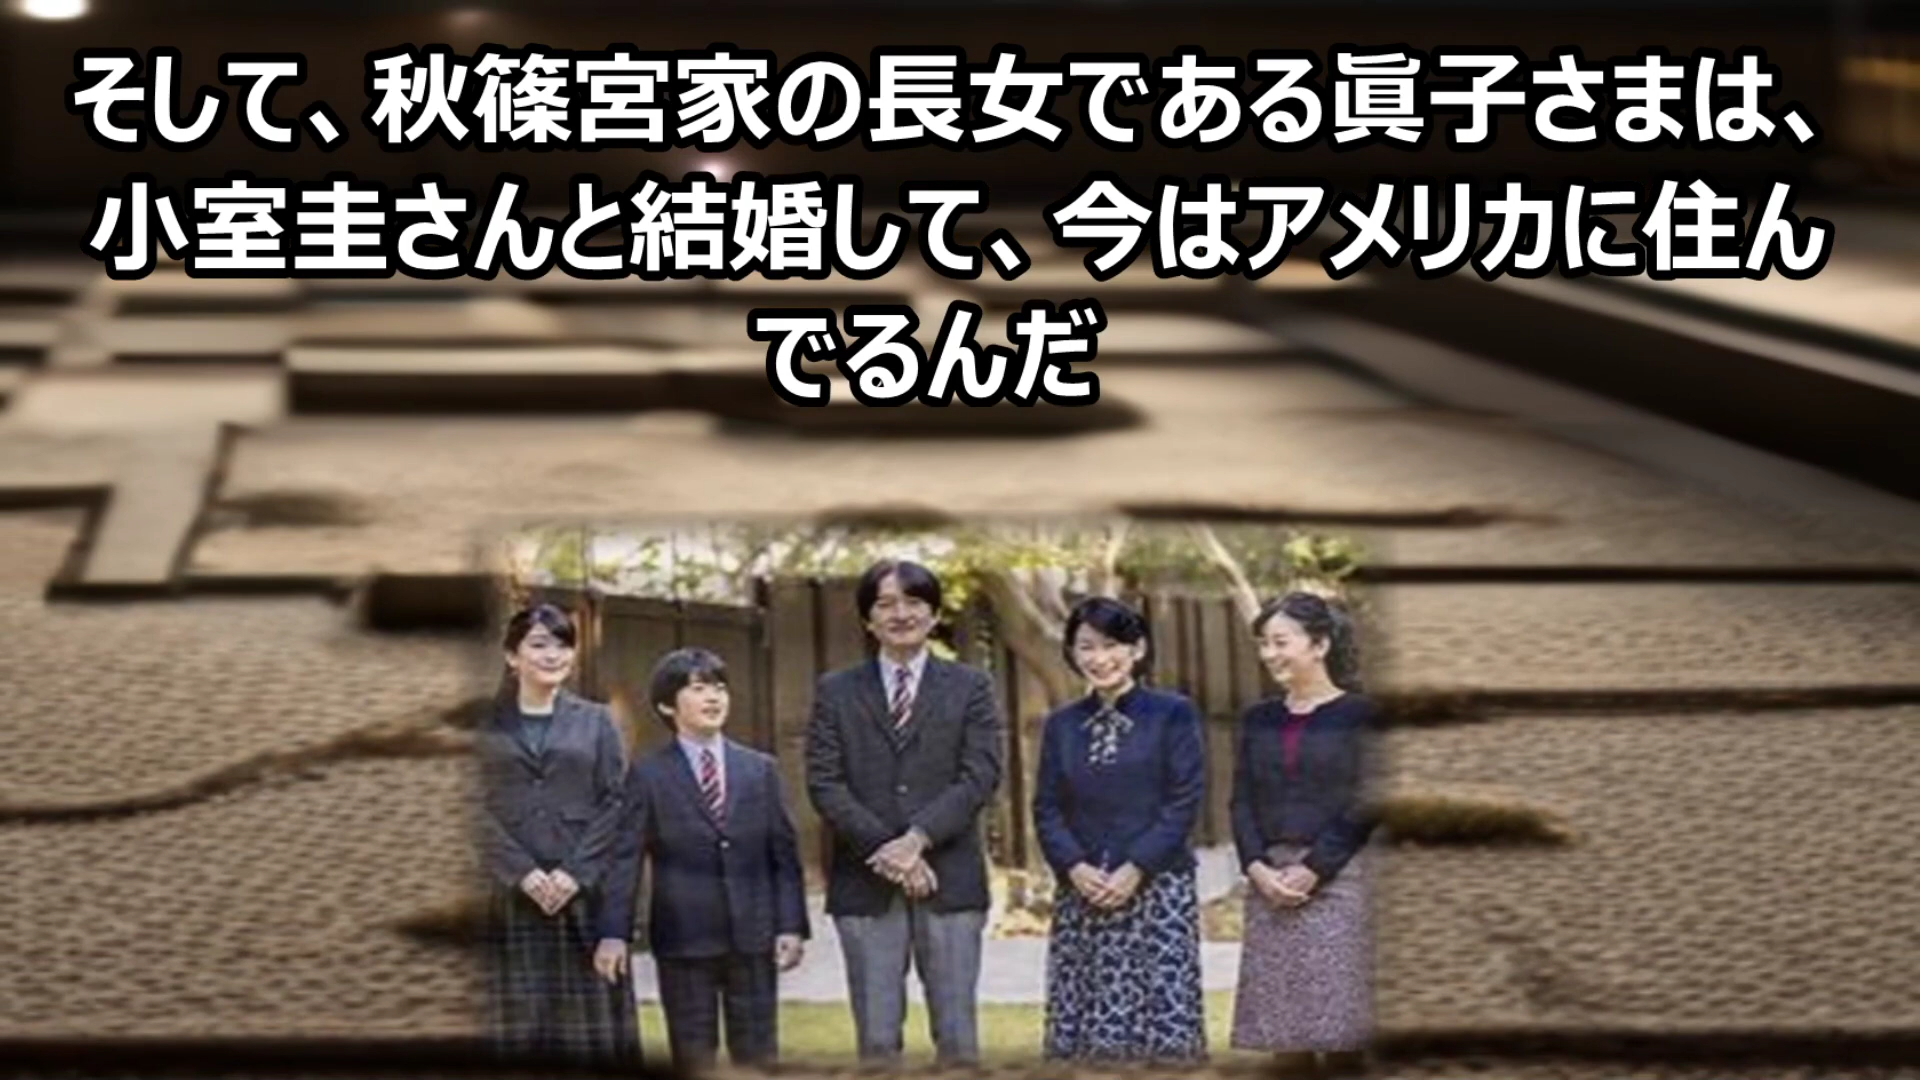 そして、秋篠宮家の長女である眞子さまは、
小室圭さんと結婚して、今はアメリカに住ん
でるんだ